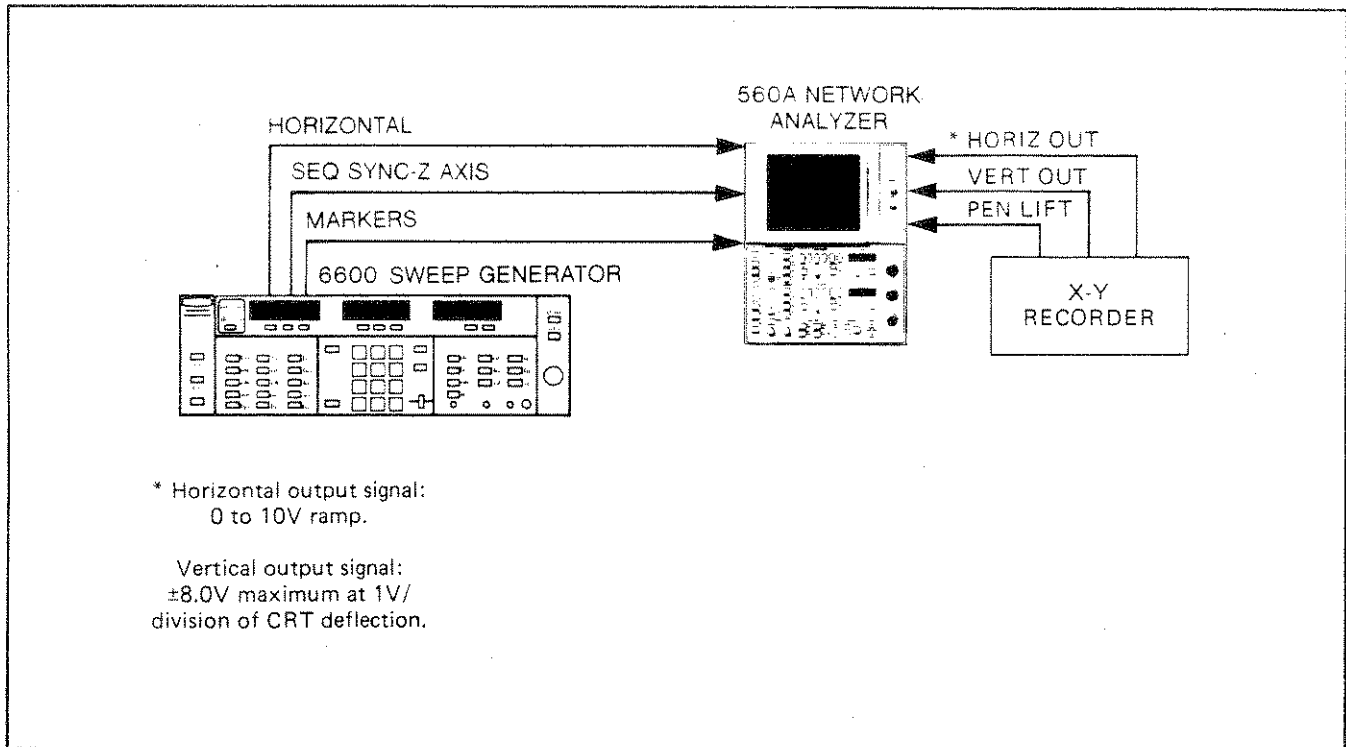 560A NETWORK
ANALYZER
HORIZONTAL
SEQ SYNC-Z AXIS
MARKERS
6600 SWEEP GENERATOR
* HORIZ OUT
VERT OUT
PEN LIFT
X-Y
RECORDER
* Horizontal output signal:
0 to 10V ramp.
Vertical output signal:
±8.0V maximum at 1V/
division of CRT deflection.